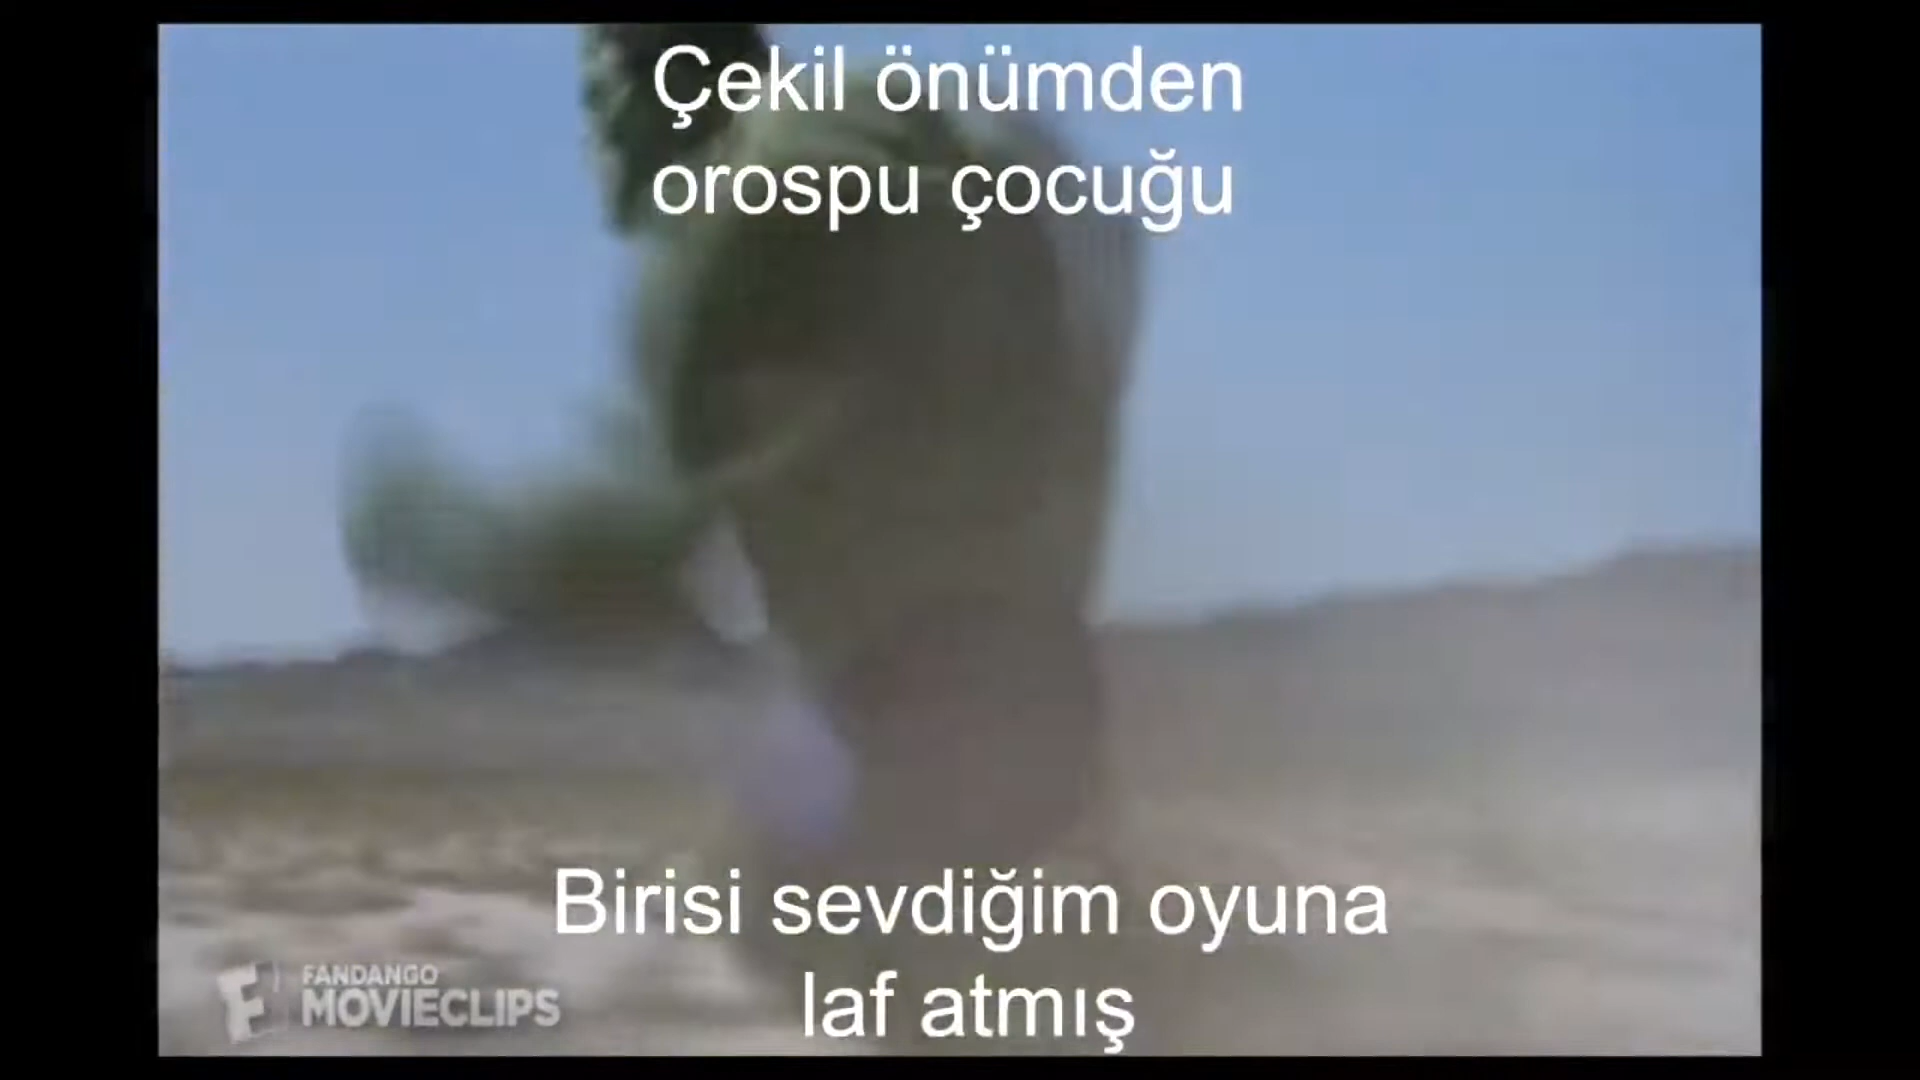 Çekil önümden
orospu çocuğu
Birisi sevdiğim oyuna
laf atmış
FANDANGO
MOVIECLIPS